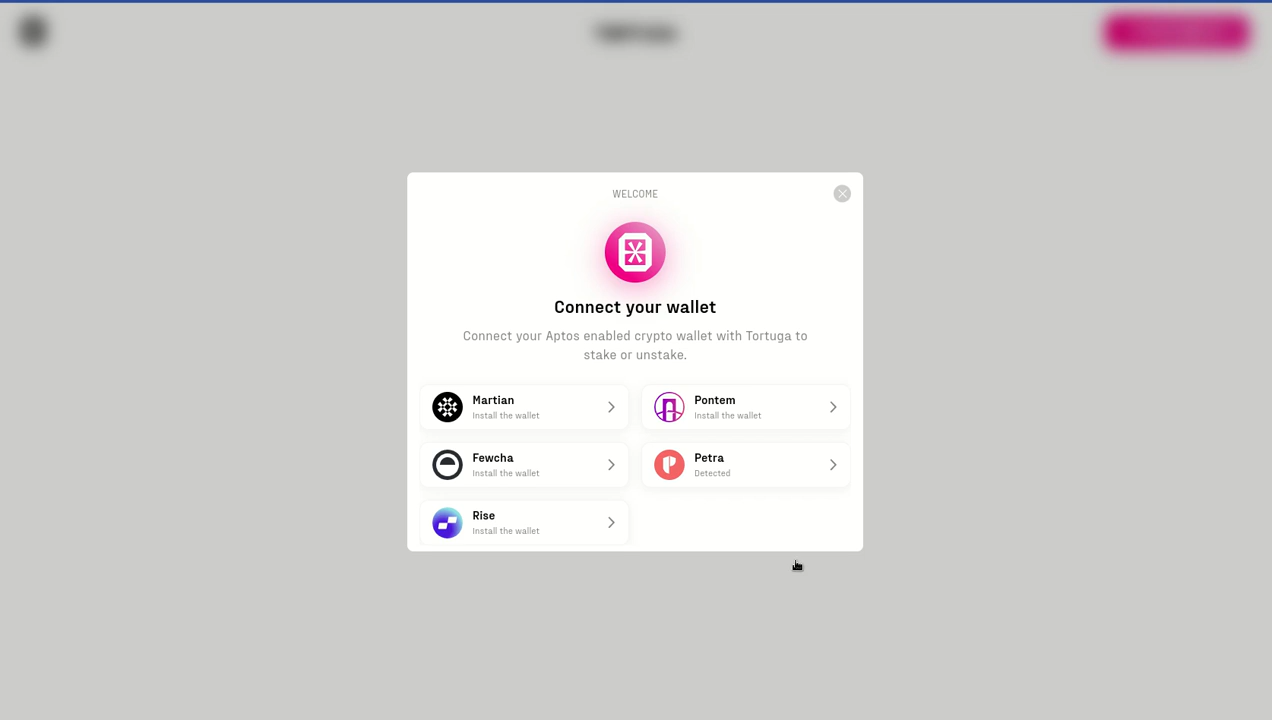 WELCOME
Connect your wallet
Connect your Aptos enabled crypto wallet with Tortuga to
stake or unstake.
Martian
Install the wallet
Pontem
Install the wallet
Fewcha
Install the wallet
Petra
Detected
Rise
Install the wallet